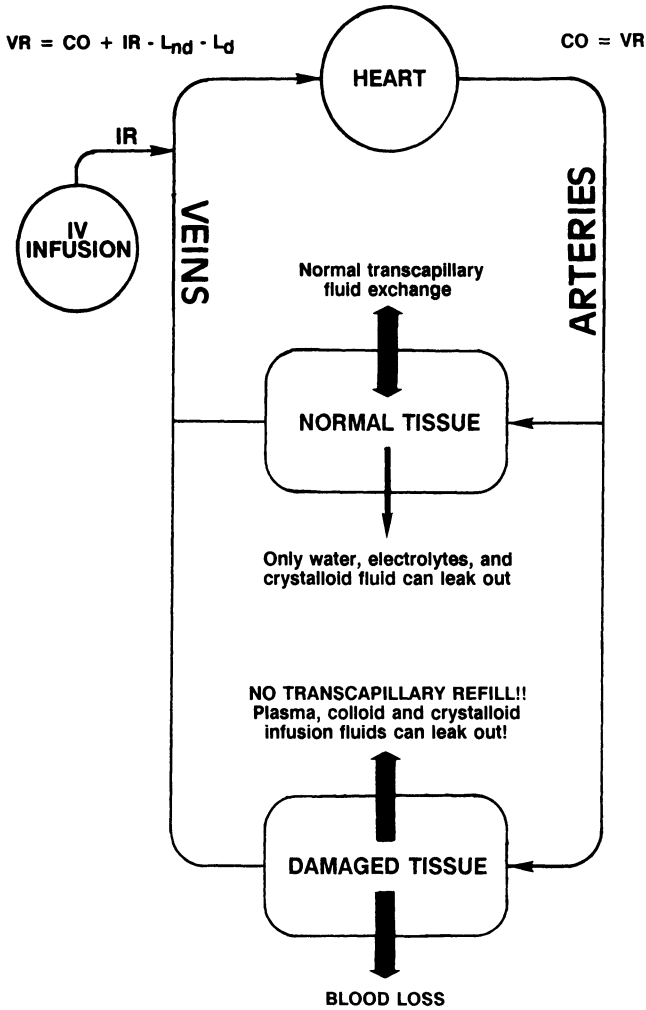 VR = CO + IR - Lnd - Ld
CO = VR
HEART
IR
IV
INFUSION
VEINS
ARTERIES
Normal transcapillary
fluid exchange
NORMAL TISSUE
Only water, electrolytes, and
crystalloid fluid can leak out
NO TRANSCAPILLARY REFILL!!
Plasma, colloid and crystalloid
infusion fluids can leak out!
DAMAGED TISSUE
BLOOD LOSS